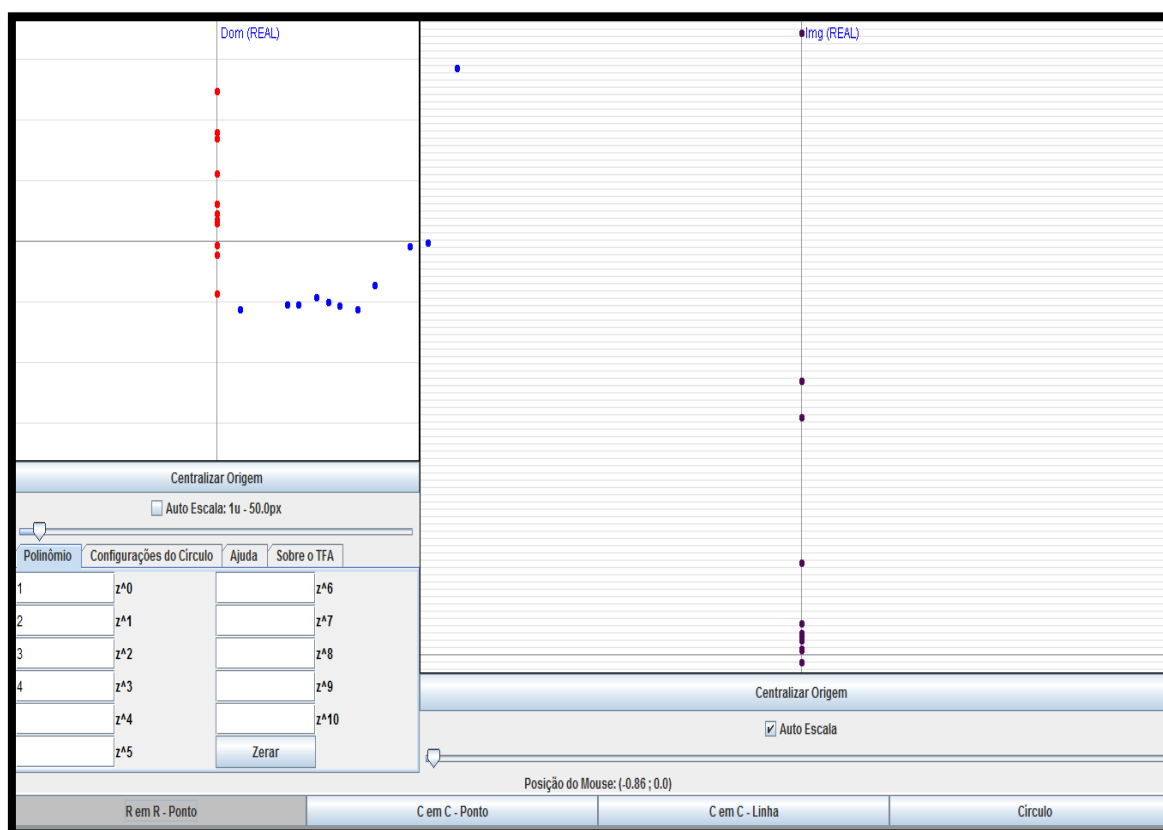 Dom (REAL)
Img (REAL)
Centralizar Origem
Auto Escala: 1u - 50.0px
Polinômio Configurações do Círculo Ajuda Sobre o TFA
1 z^0 z^6
2 z^1 z^7
3 z^2 z^8
4 z^3 z^9
z^4 z^10
z^5 Zerar
Centralizar Origem
Auto Escala
Posição do Mouse: (-0.86 ; 0.0)
R em R - Ponto C em C - Ponto C em C - Linha Círculo